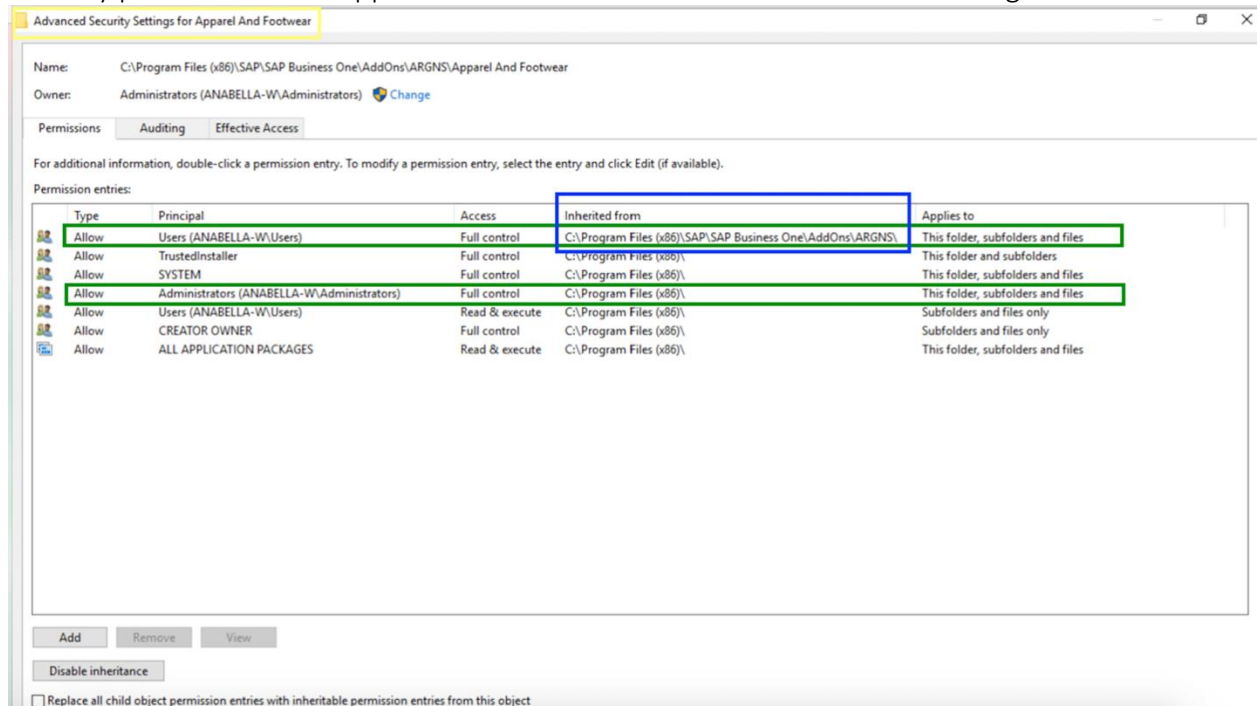 Advanced Security Settings for Apparel And Footwear
Name: C:\Program Files (x86)\SAP\SAP Business One\AddOns\ARGNS\Apparel And Footwear
Owner: Administrators (ANABELLA-W\Administrators) Change
Permissions Auditing Effective Access
For additional information, double-click a permission entry. To modify a permission entry, select the entry and click Edit (if available).
Permission entries:
Type Principal Access Inherited from Applies to
Allow Users (ANABELLA-W\Users) Full control C:\Program Files (x86)\SAP\SAP Business One\AddOns\ARGNS\ This folder, subfolders and files
Allow TrustedInstaller Full control C:\Program Files (x86)\ This folder and subfolders
Allow SYSTEM Full control C:\Program Files (x86)\ This folder, subfolders and files
Allow Administrators (ANABELLA-W\Administrators) Full control C:\Program Files (x86)\ This folder, subfolders and files
Allow Users (ANABELLA-W\Users) Read & execute C:\Program Files (x86)\ Subfolders and files only
Allow CREATOR OWNER Full control C:\Program Files (x86)\ Subfolders and files only
Allow ALL APPLICATION PACKAGES Read & execute C:\Program Files (x86)\ This folder, subfolders and files
Add Remove View
Disable inheritance
Replace all child object permission entries with inheritable permission entries from this object